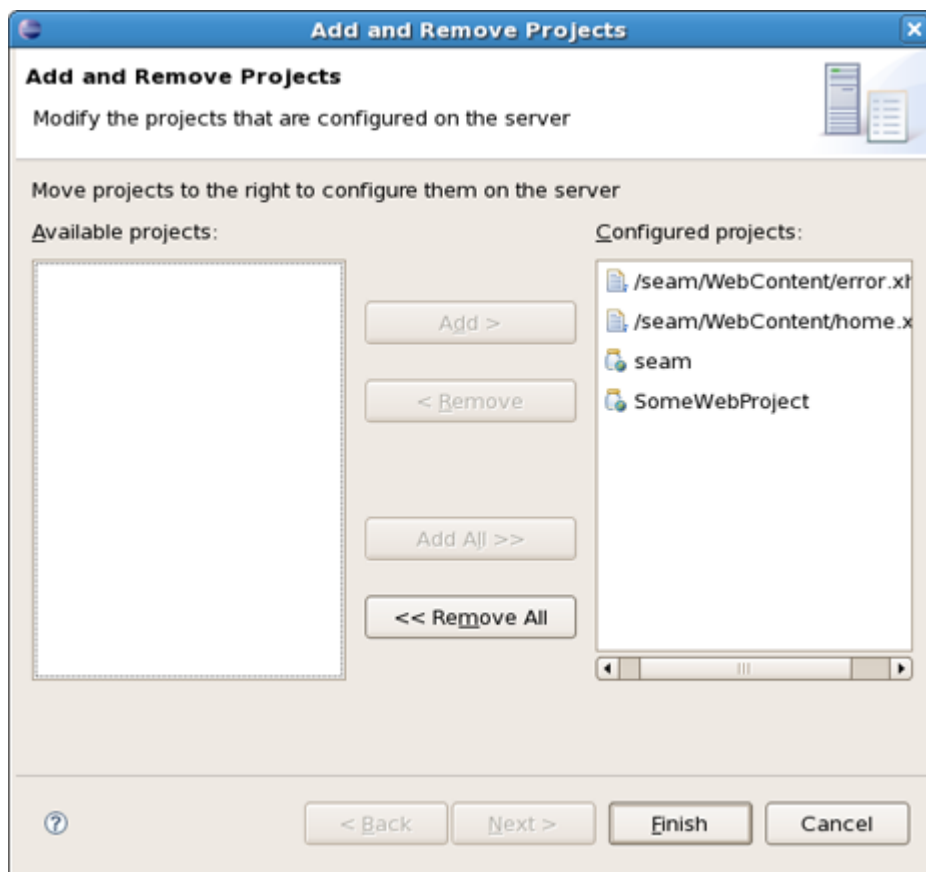 Add and Remove Projects
Add and Remove Projects
Modify the projects that are configured on the server
Move projects to the right to configure them on the server
Available projects:
Configured projects:
/seam/WebContent/error.xh
/seam/WebContent/home.x
seam
SomeWebProject
Add >
< Remove
Add All >>
<< Remove All
< Back
Next >
Finish
Cancel